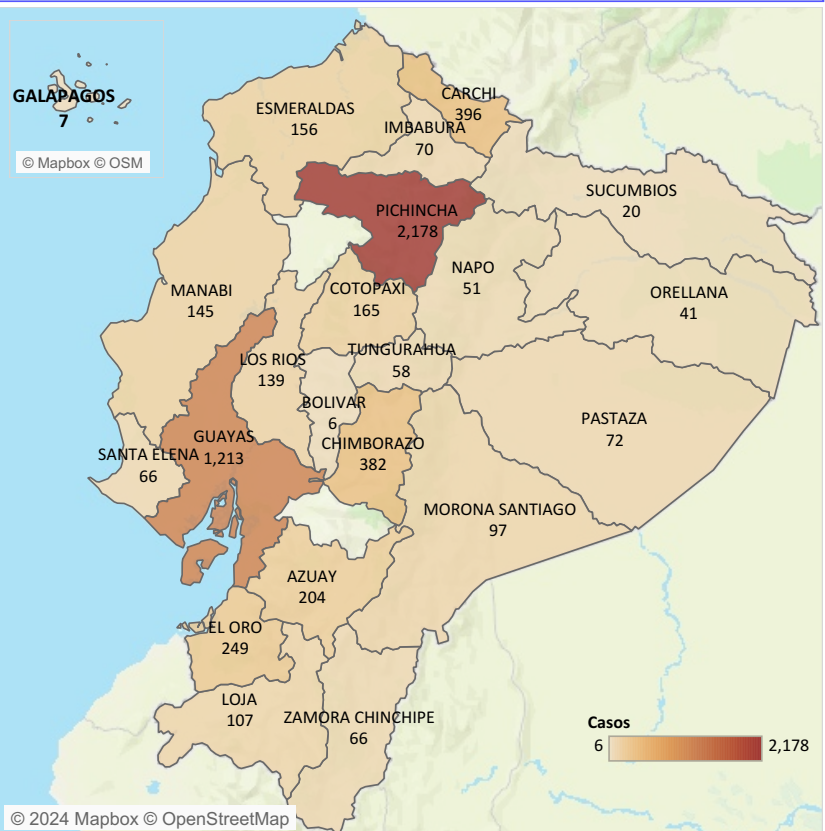 GALAPAGOS
7
© Mapbox © OSM
ESMERALDAS
156
CARCHI
396
IMBABURA
70
SUCUMBIOS
20
PICHINCHA
2,178
NAPO
51
ORELLANA
41
MANABI
145
COTOPAXI
165
TUNGURAHUA
58
LOS RIOS
139
BOLIVAR
6
PASTAZA
72
GUAYAS
1,213
CHIMBORAZO
382
SANTA ELENA
66
MORONA SANTIAGO
97
AZUAY
204
EL ORO
249
LOJA
107
ZAMORA CHINCHIPE
66
Casos
6 2,178
© 2024 Mapbox © OpenStreetMap